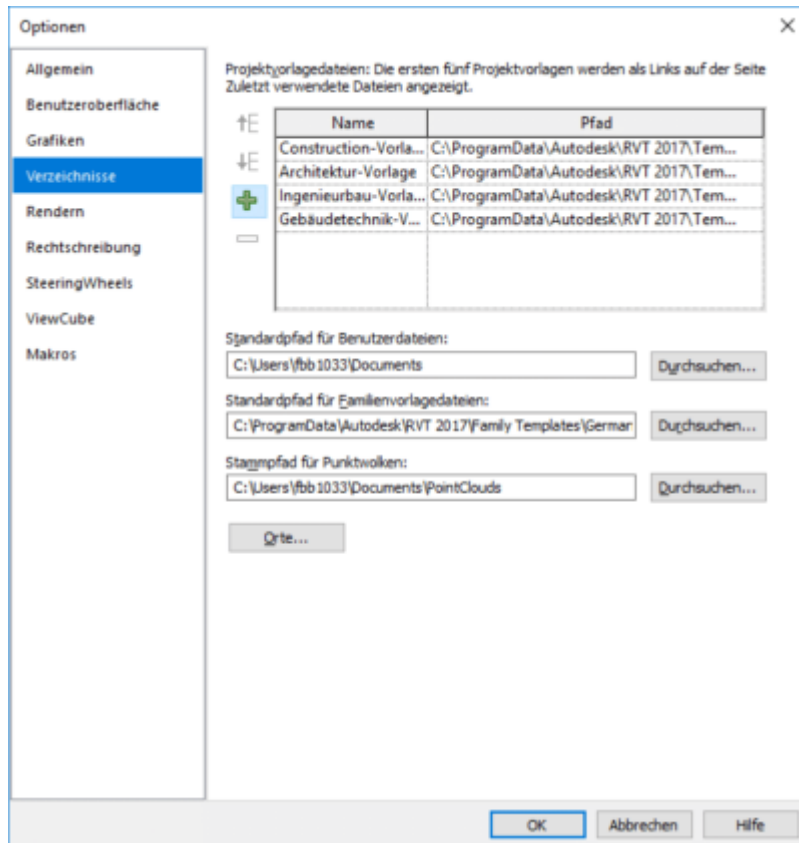 Optionen
Allgemein
Benutzeroberfläche
Grafiken
Verzeichnisse
Rendern
Rechtschreibung
SteeringWheels
ViewCube
Makros
Projektvorlagedateien: Die ersten fünf Projektvorlagen werden als Links auf der Seite
Zuletzt verwendete Dateien angezeigt.
Name Pfad
Construction-Vorla... C:\ProgramData\Autodesk\RVT 2017\Tem...
Architektur-Vorlage C:\ProgramData\Autodesk\RVT 2017\Tem...
Ingenieurbau-Vorla... C:\ProgramData\Autodesk\RVT 2017\Tem...
Gebäudetechnik-V... C:\ProgramData\Autodesk\RVT 2017\Tem...
Standardpfad für Benutzerdateien:
C:\Users\fbb1033\Documents Durchsuchen...
Standardpfad für Familienvorlagedateien:
C:\ProgramData\Autodesk\RVT 2017\Family Templates\German Durchsuchen...
Stammpfad für Punktwolken:
C:\Users\fbb1033\Documents\PointClouds Durchsuchen...
Orte...
OK Abbrechen Hilfe